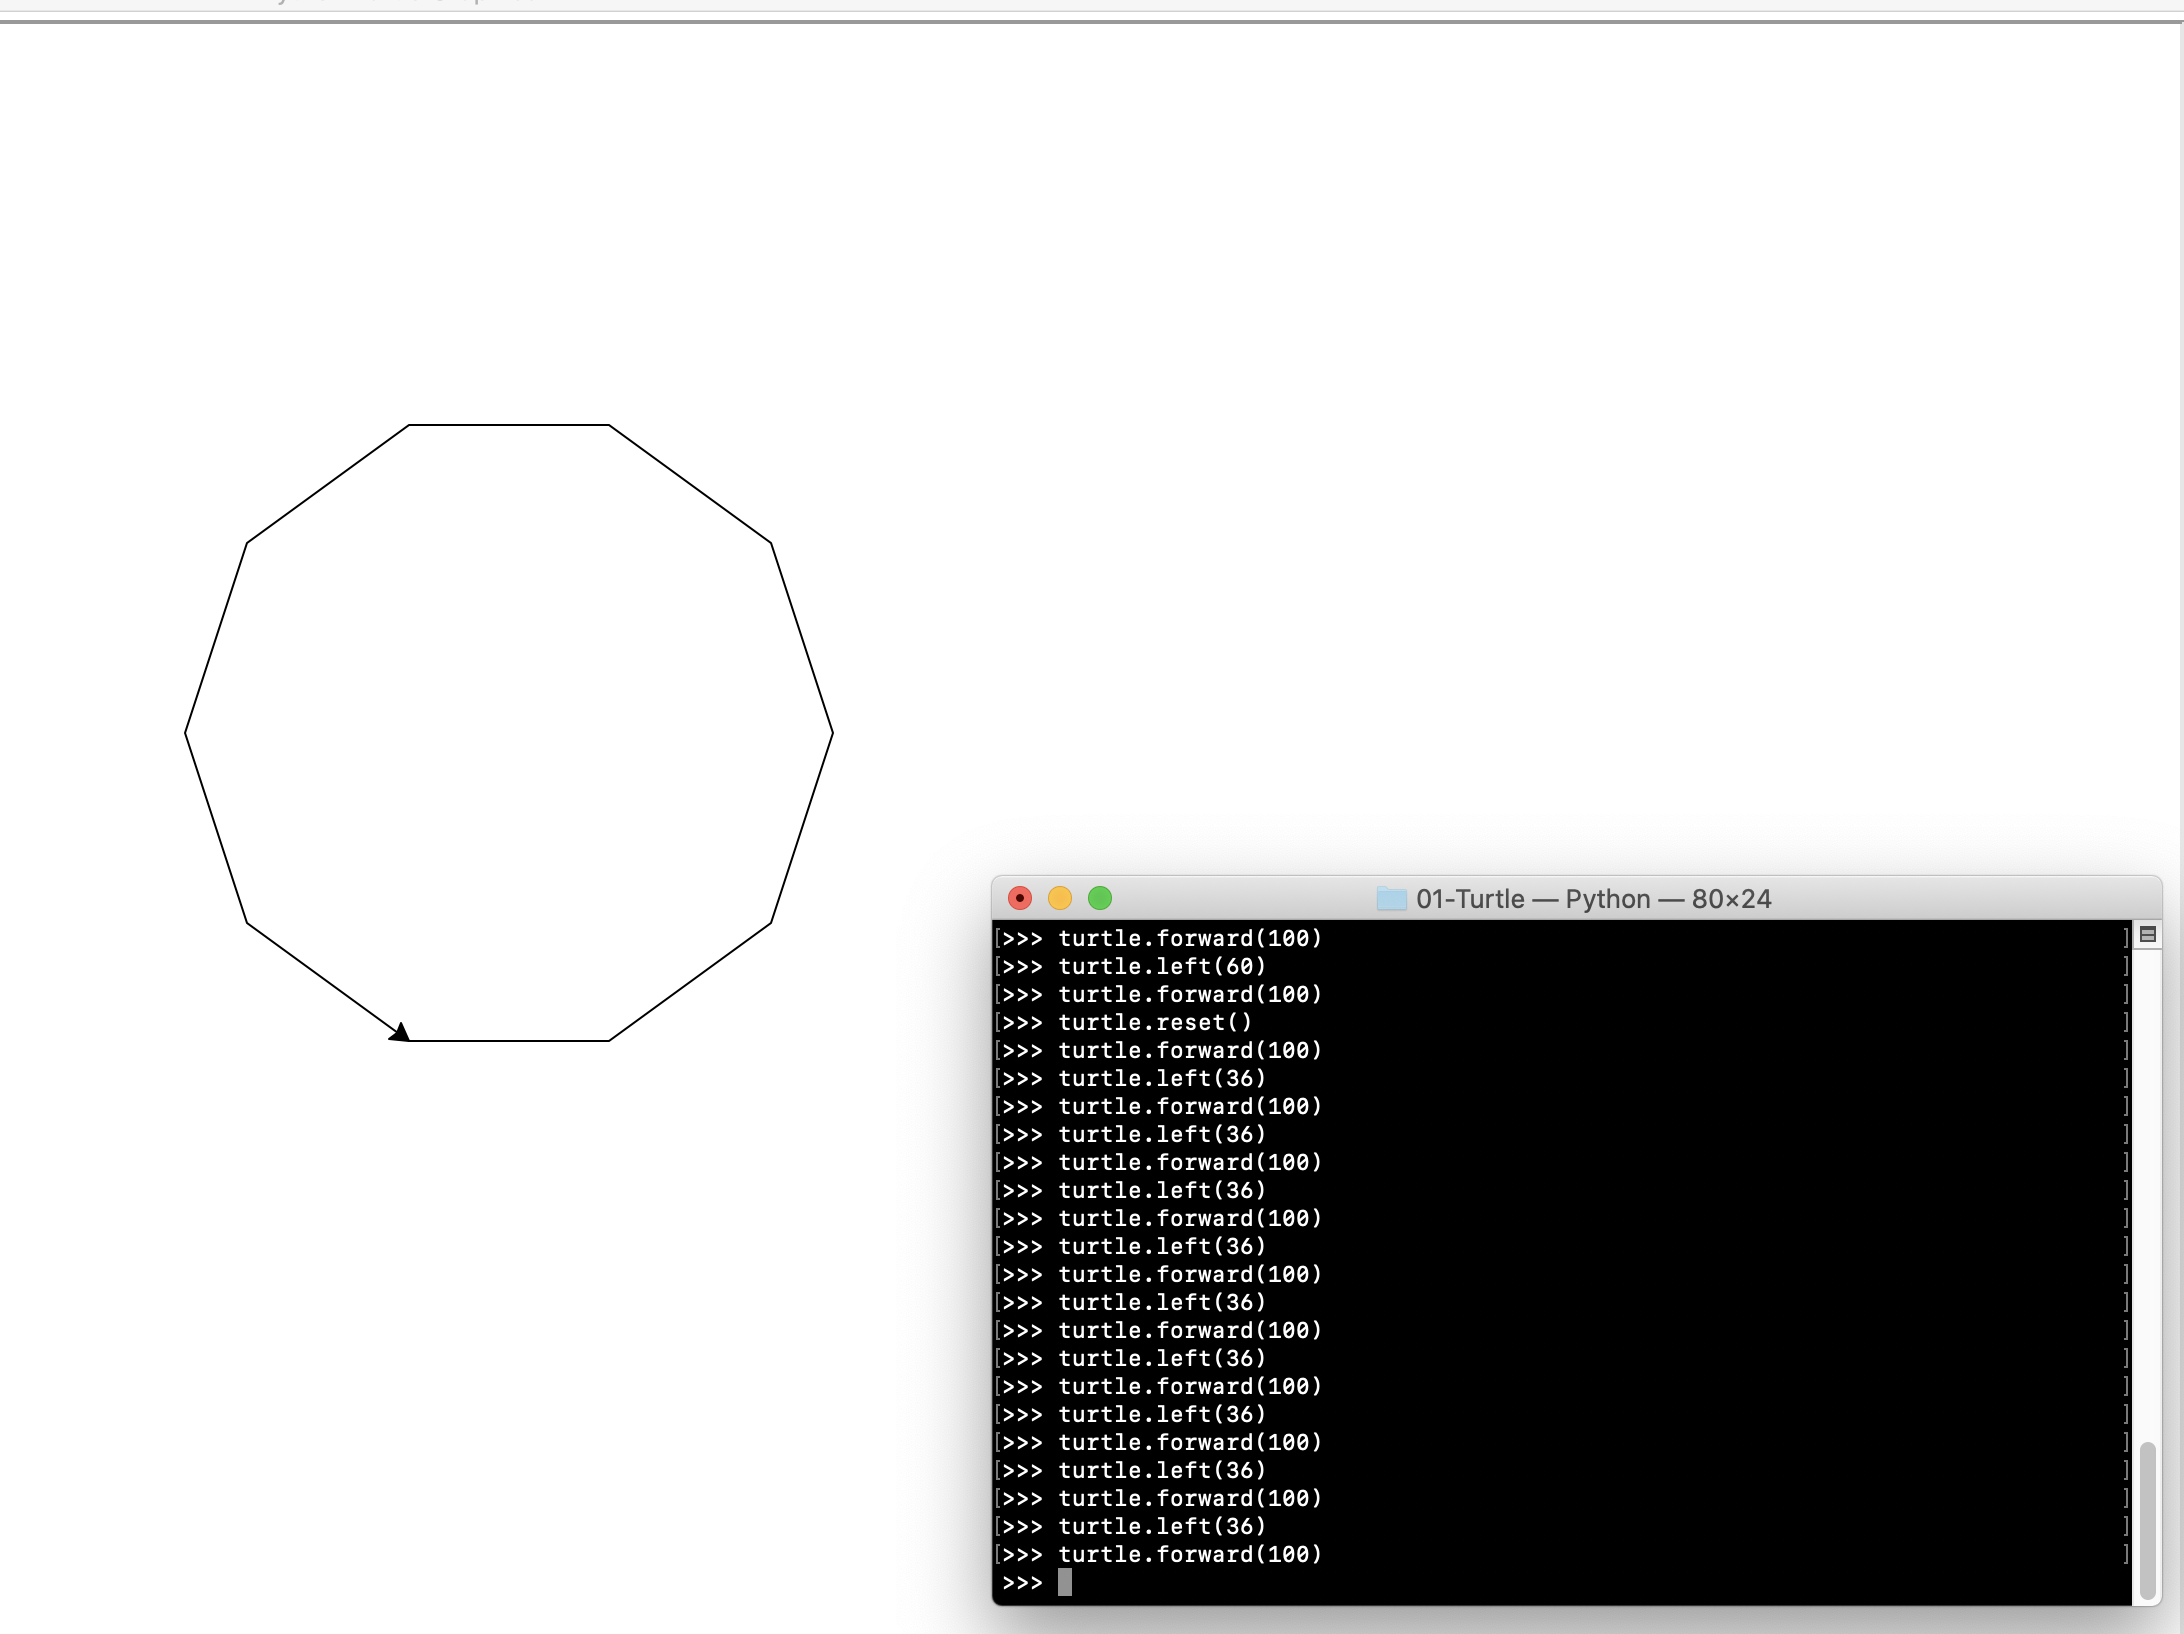 01-Turtle — Python — 80×24
[>>> turtle.forward(100) ]
[>>> turtle.left(60) ]
[>>> turtle.forward(100) ]
[>>> turtle.reset() ]
[>>> turtle.forward(100) ]
[>>> turtle.left(36) ]
[>>> turtle.forward(100) ]
[>>> turtle.left(36) ]
[>>> turtle.forward(100) ]
[>>> turtle.left(36) ]
[>>> turtle.forward(100) ]
[>>> turtle.left(36) ]
[>>> turtle.forward(100) ]
[>>> turtle.left(36) ]
[>>> turtle.forward(100) ]
[>>> turtle.left(36) ]
[>>> turtle.forward(100) ]
[>>> turtle.left(36) ]
[>>> turtle.forward(100) ]
[>>> turtle.left(36) ]
[>>> turtle.forward(100) ]
[>>> turtle.left(36) ]
[>>> turtle.forward(100) ]
>>>